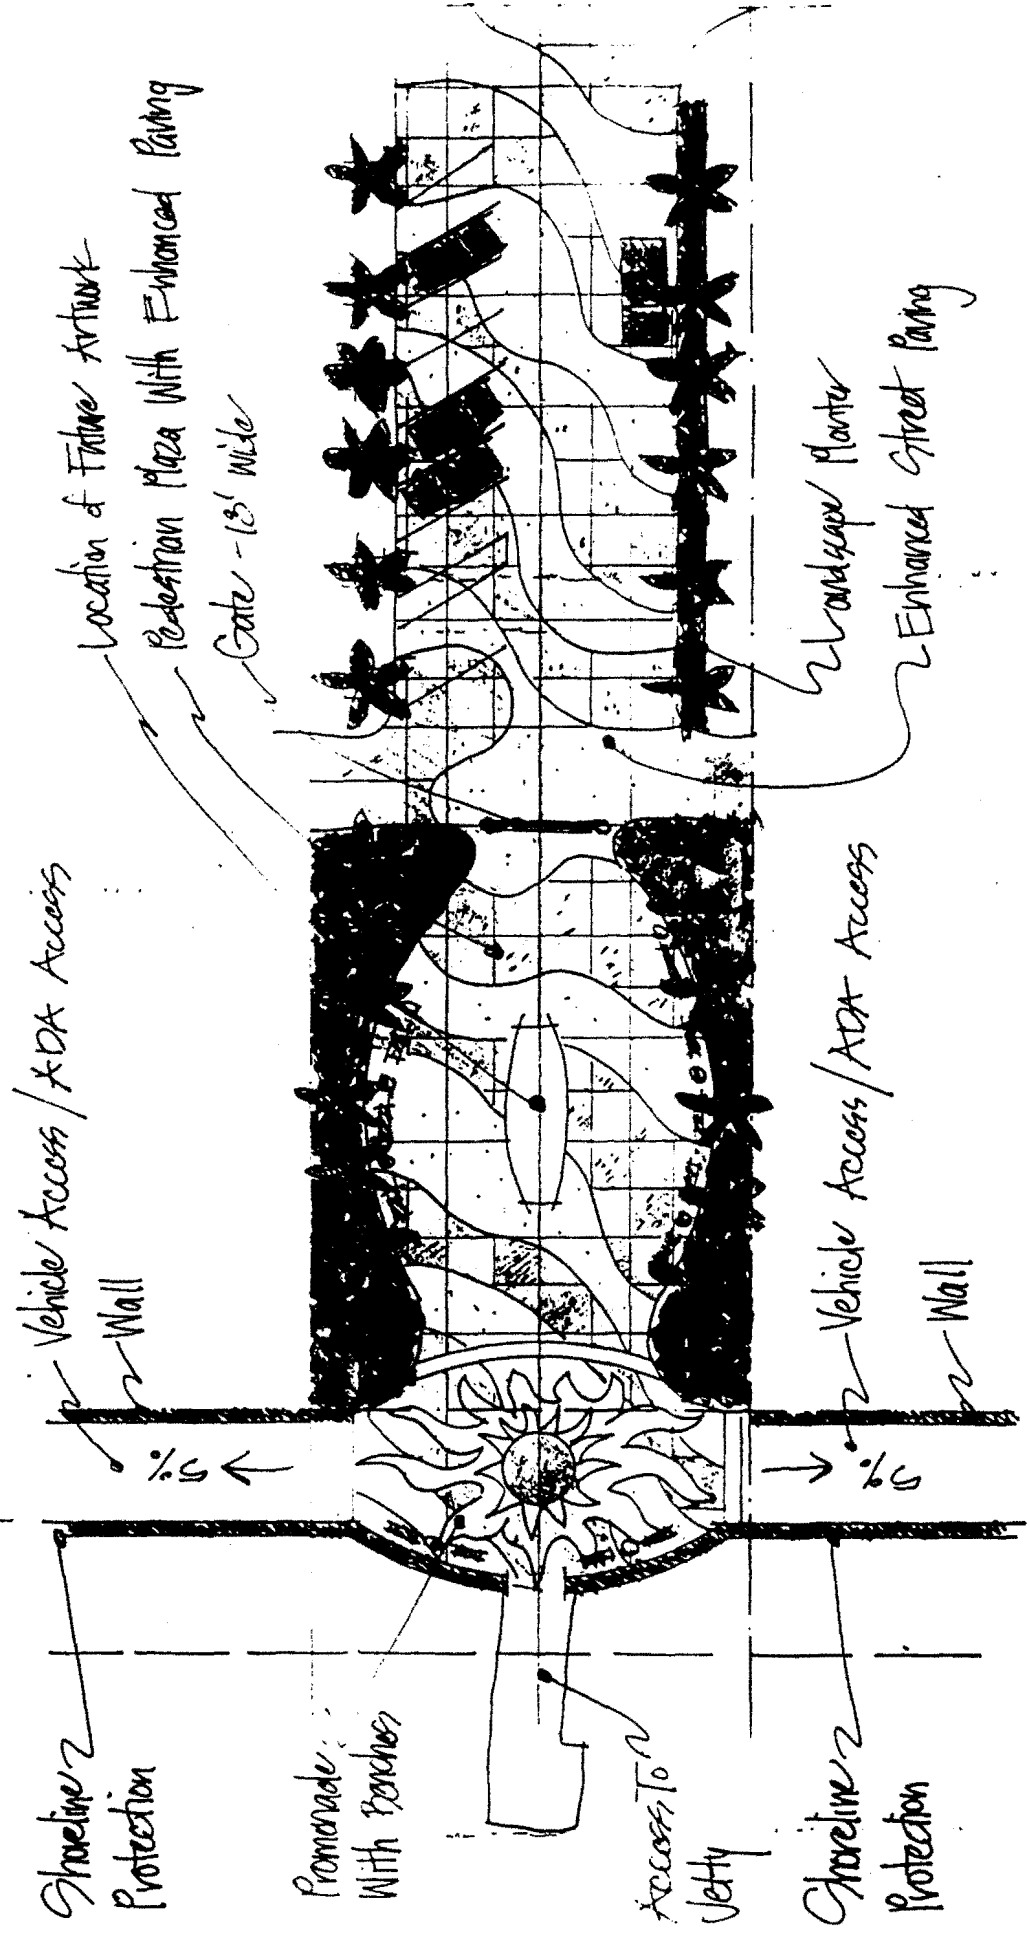 Shoreline
Protection
Vehicle Access/ADA Access
Wall
5%
Promenade
With Benches
Location of Future Artwork
Pedestrian Plaza With Enhanced Paving
Gate - 13' Wide
Access To
Jetty
Landscape Planter
Enhanced Street Paving
Shoreline
Protection
Vehicle Access/ADA Access
Wall
5%